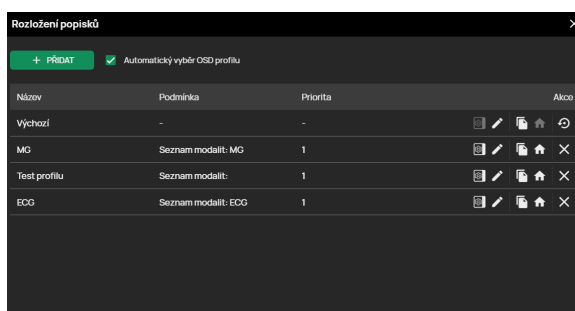 Rozložení popisků
+ PŘIDAT Automatický výběr OSD profilu
Název Podmínka Priorita Akce
Výchozí - -
MG Seznam modalit: MG 1
Test profilu Seznam modalit: 1
ECG Seznam modalit: ECG 1